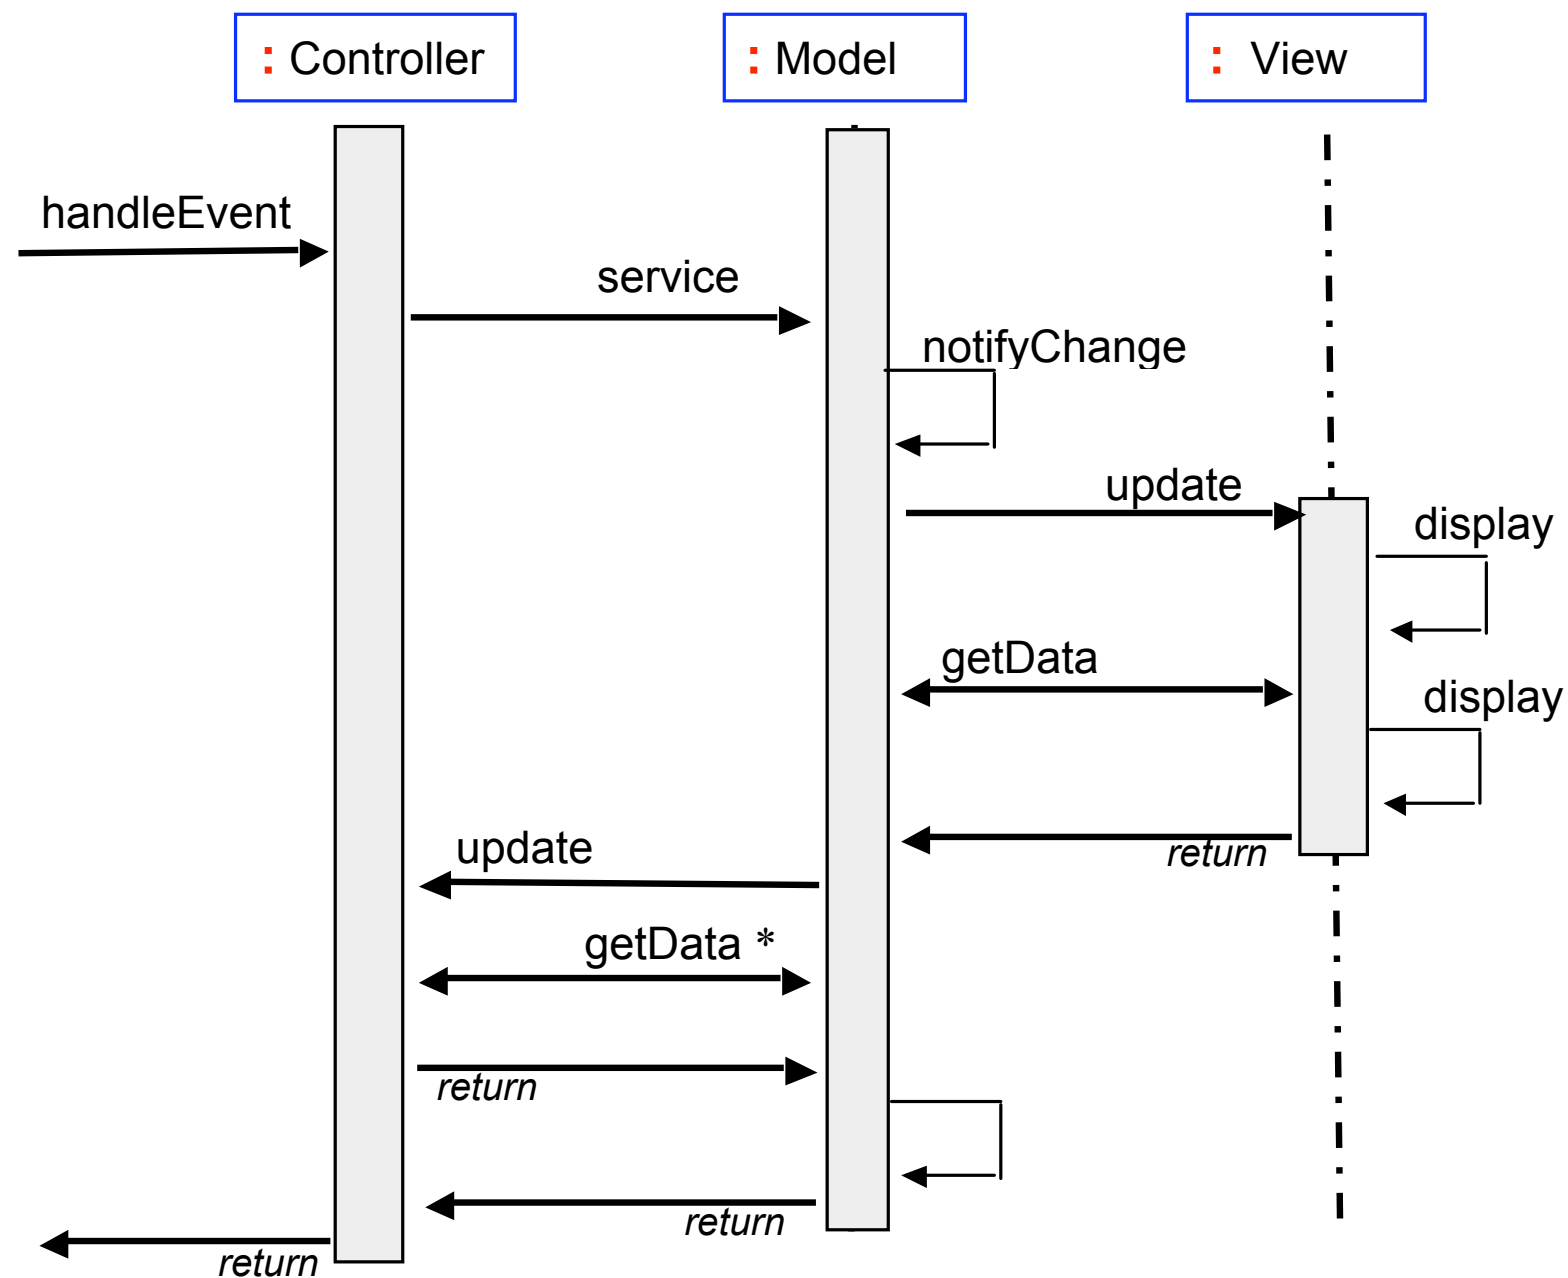 : Controller
: Model
: View
handleEvent
service
notifyChange
update
display
getData
display
update
return
getData *
return
return
return